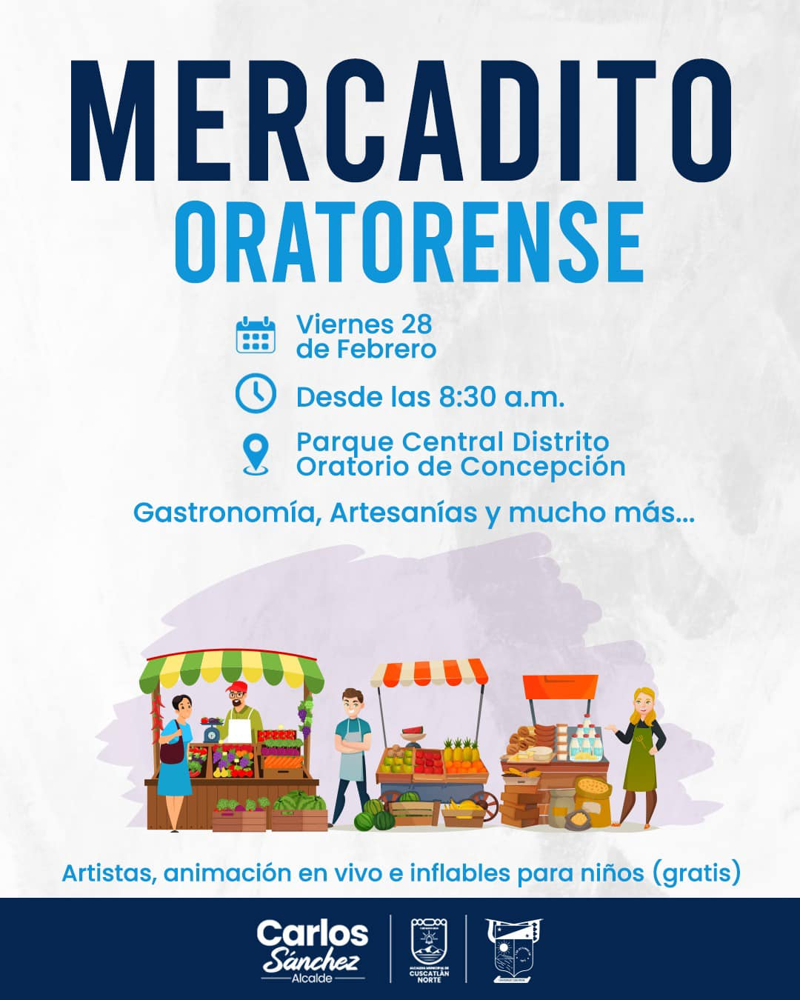 MERCADITO
ORATORENSE
Viernes 28
de Febrero
Desde las 8:30 a.m.
Parque Central Distrito
Oratorio de Concepción
Gastronomía, Artesanías y mucho más...
Artistas, animación en vivo e inflables para niños (gratis)
Carlos
Sánchez
Alcalde
ALCALDÍA MUNICIPAL DE
CUSCATLÁN
NORTE